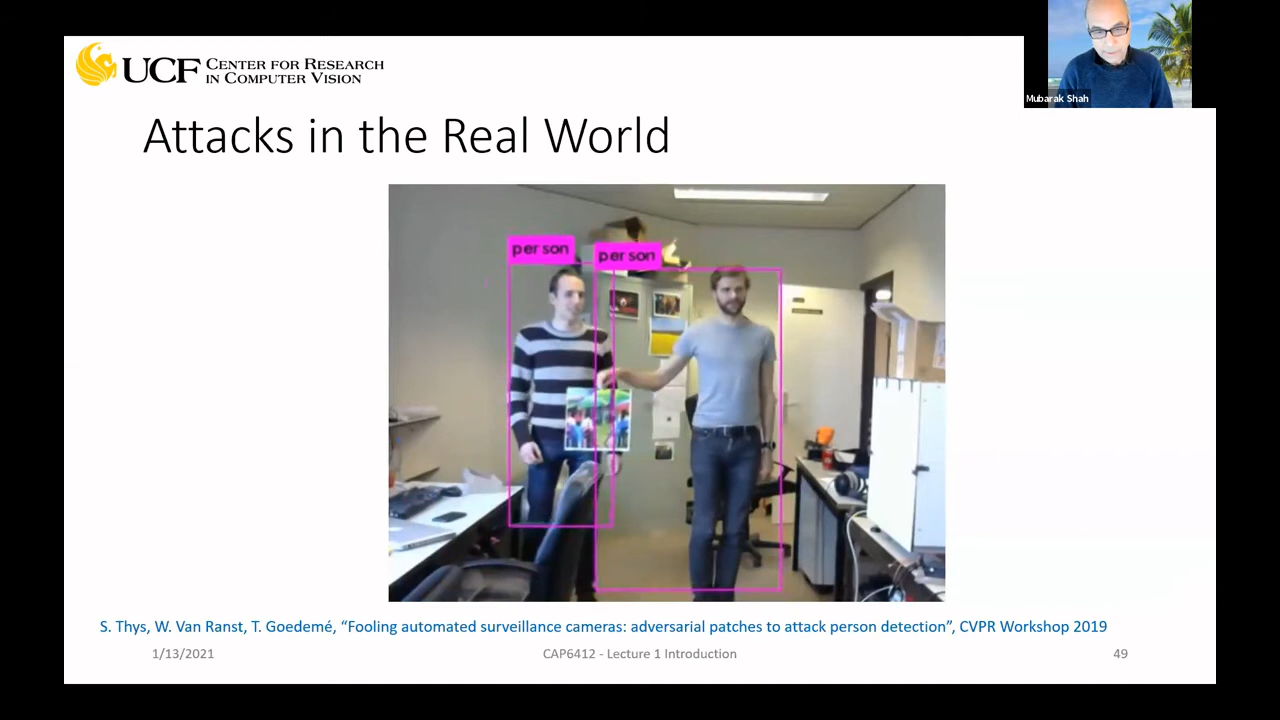 UCF CENTER FOR RESEARCH
IN COMPUTER VISION
Mubarak Shah
Attacks in the Real World
person
person
S. Thys, W. Van Ranst, T. Goedemé, “Fooling automated surveillance cameras: adversarial patches to attack person detection”, CVPR Workshop 2019
1/13/2021
CAP6412 - Lecture 1 Introduction
49